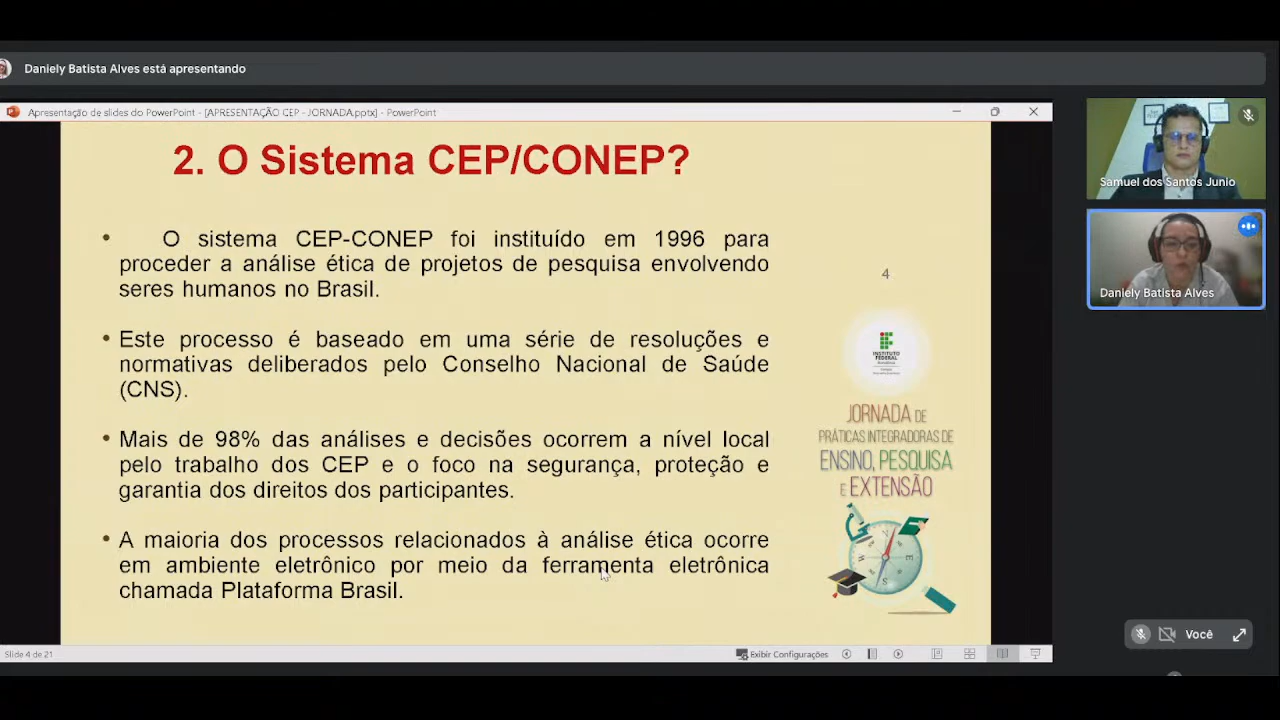 Daniely Batista Alves está apresentando
Apresentação de slides do PowerPoint - [APRESENTAÇÃO CEP - JORNADA.pptx] - PowerPoint
2. O Sistema CEP/CONEP?
• O sistema CEP-CONEP foi instituído em 1996 para
proceder a análise ética de projetos de pesquisa envolvendo
seres humanos no Brasil.
• Este processo é baseado em uma série de resoluções e
normativas deliberados pelo Conselho Nacional de Saúde
(CNS).
• Mais de 98% das análises e decisões ocorrem a nível local
pelo trabalho dos CEP e o foco na segurança, proteção e
garantia dos direitos dos participantes.
• A maioria dos processos relacionados à análise ética ocorre
em ambiente eletrônico por meio da ferramenta eletrônica
chamada Plataforma Brasil.
4
INSTITUTO
FEDERAL
JORNADA DE
PRÁTICAS INTEGRADORAS DE
ENSINO, PESQUISA
E EXTENSÃO
N
E
S
W
Slide 4 de 21
Exibir Configurações
Samuel dos Santos Junio
Daniely Batista Alves
Você